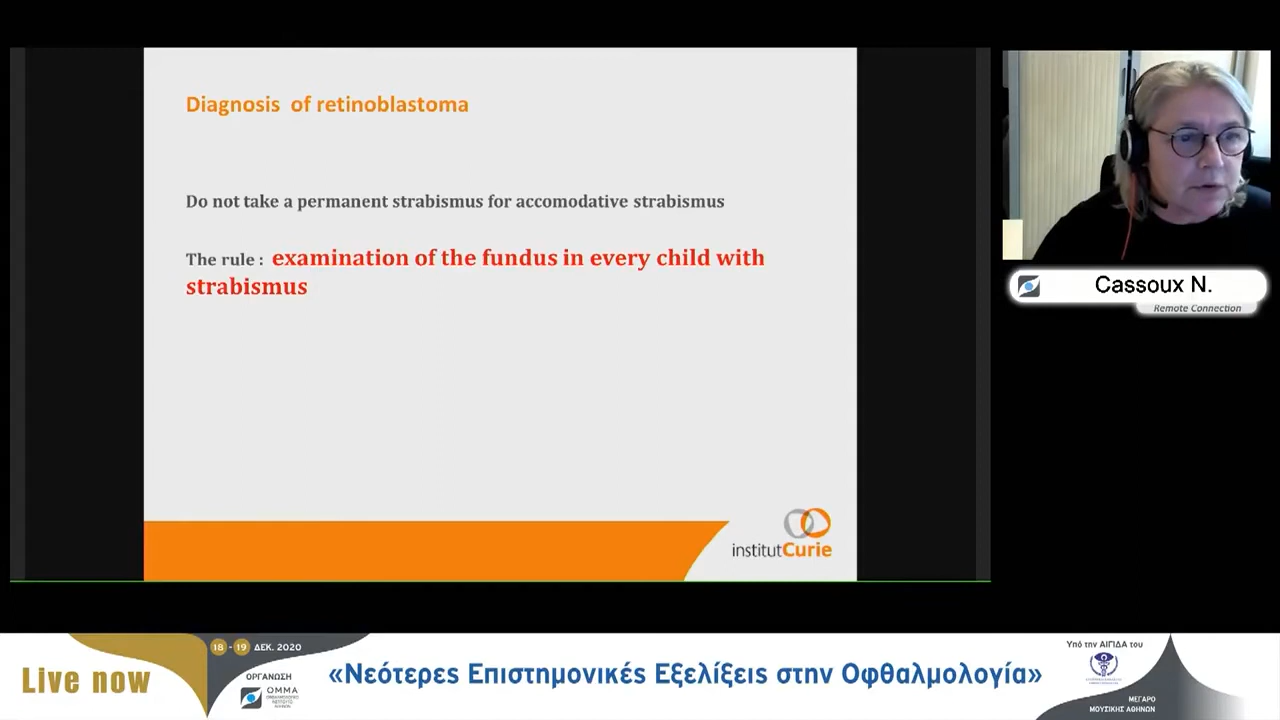 Diagnosis of retinoblastoma
Do not take a permanent strabismus for accomodative strabismus
The rule : examination of the fundus in every child with
strabismus
institutCurie
Cassoux N.
Remote Connection
Live now
18 - 19 ΔΕΚ. 2020
ΟΡΓΑΝΩΣΗ
ΟΜΜΑ
«Νεότερες Επιστημονικές Εξελίξεις στην Οφθαλμολογία»
Υπό την ΑΙΓΙΔΑ του
ΜΕΓΑΡΟ
ΜΟΥΣΙΚΗΣ ΑΘΗΝΩΝ